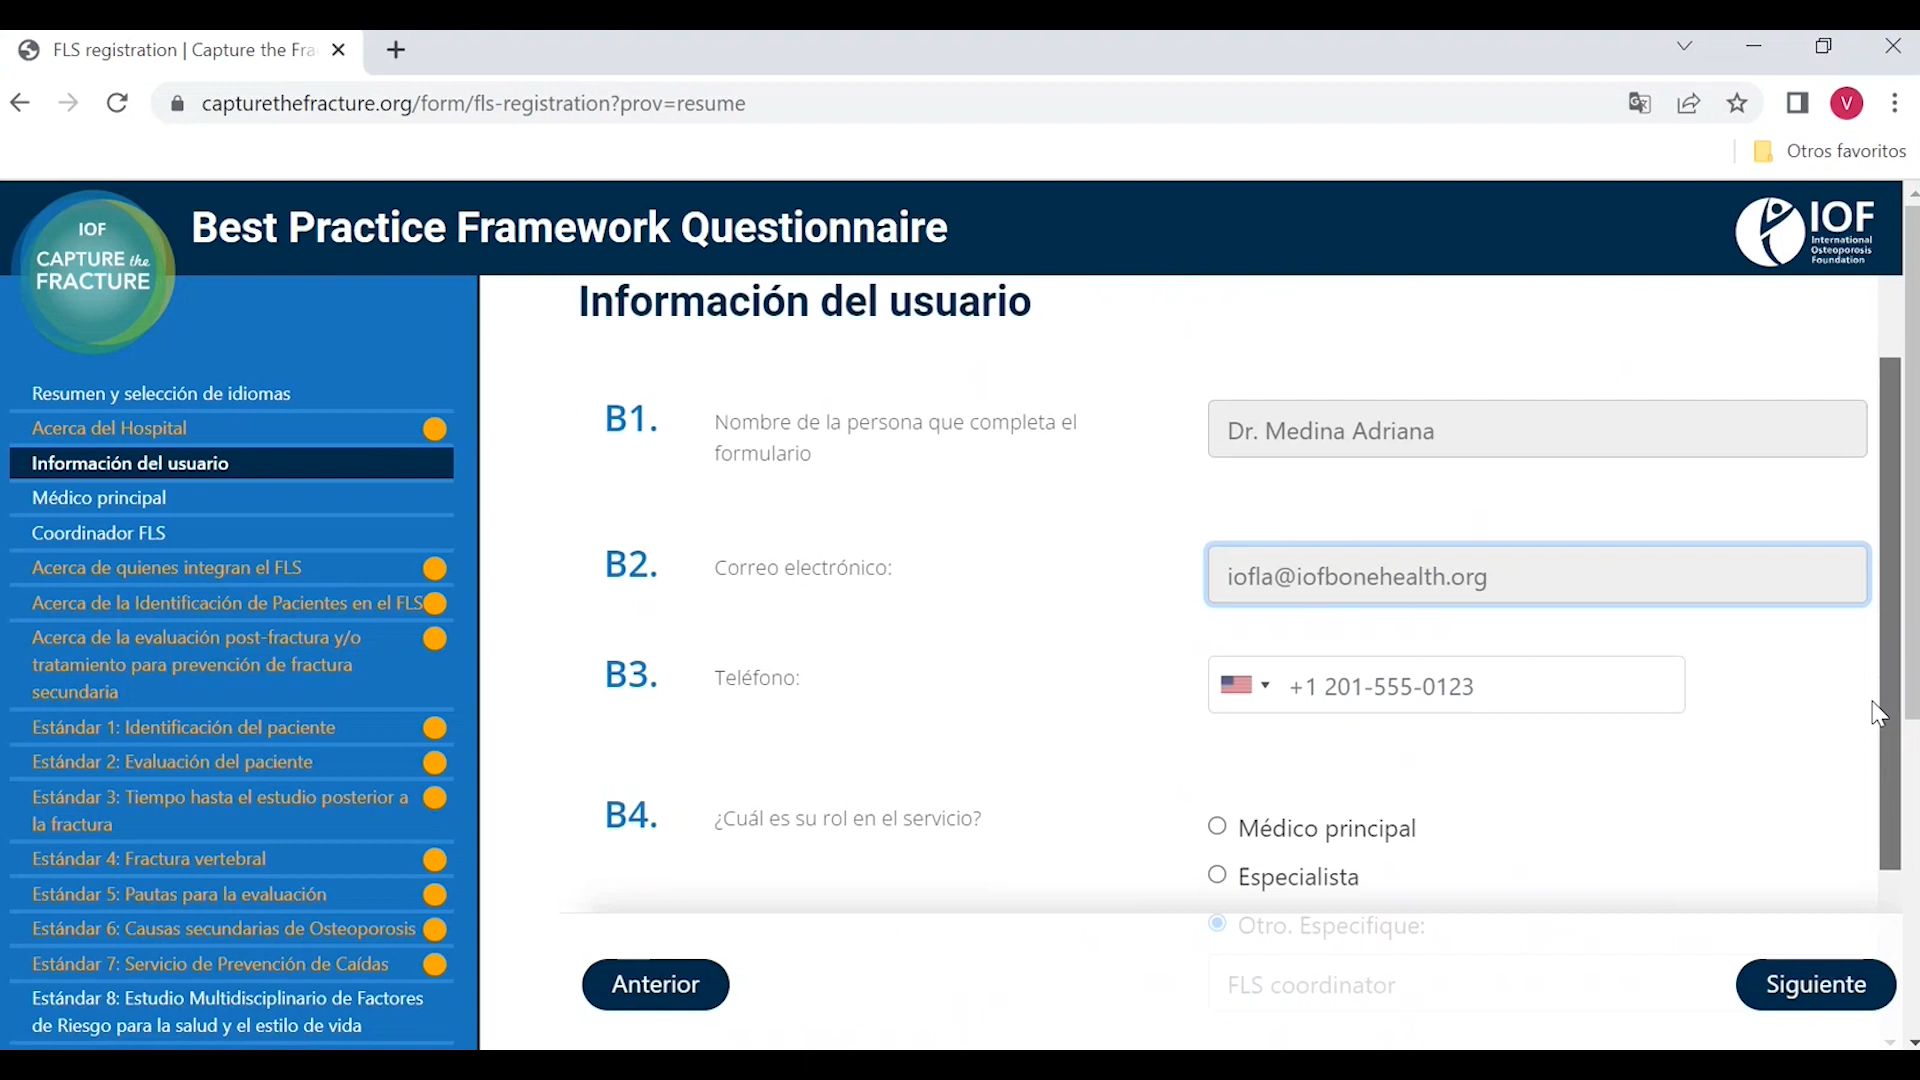 FLS registration | Capture the Fra
capturethefracture.org/form/fls-registration?prov=resume
V
Otros favoritos
IOF
CAPTURE the
FRACTURE
Best Practice Framework Questionnaire
IOF
International
Osteoporosis
Foundation
Resumen y selección de idiomas
Acerca del Hospital
Información del usuario
Médico principal
Coordinador FLS
Acerca de quienes integran el FLS
Acerca de la Identificación de Pacientes en el FLS
Acerca de la evaluación post-fractura y/o
tratamiento para prevención de fractura
secundaria
Estándar 1: Identificación del paciente
Estándar 2: Evaluación del paciente
Estándar 3: Tiempo hasta el estudio posterior a
la fractura
Estándar 4: Fractura vertebral
Estándar 5: Pautas para la evaluación
Estándar 6: Causas secundarias de Osteoporosis
Estándar 7: Servicio de Prevención de Caídas
Estándar 8: Estudio Multidisciplinario de Factores
de Riesgo para la salud y el estilo de vida
Información del usuario
B1.
Nombre de la persona que completa el
formulario
Dr. Medina Adriana
B2.
Correo electrónico:
iofla@iofbonehealth.org
B3.
Teléfono:
+1 201-555-0123
B4.
¿Cuál es su rol en el servicio?
Médico principal
Especialista
Otro. Especifique:
FLS coordinator
Anterior
Siguiente